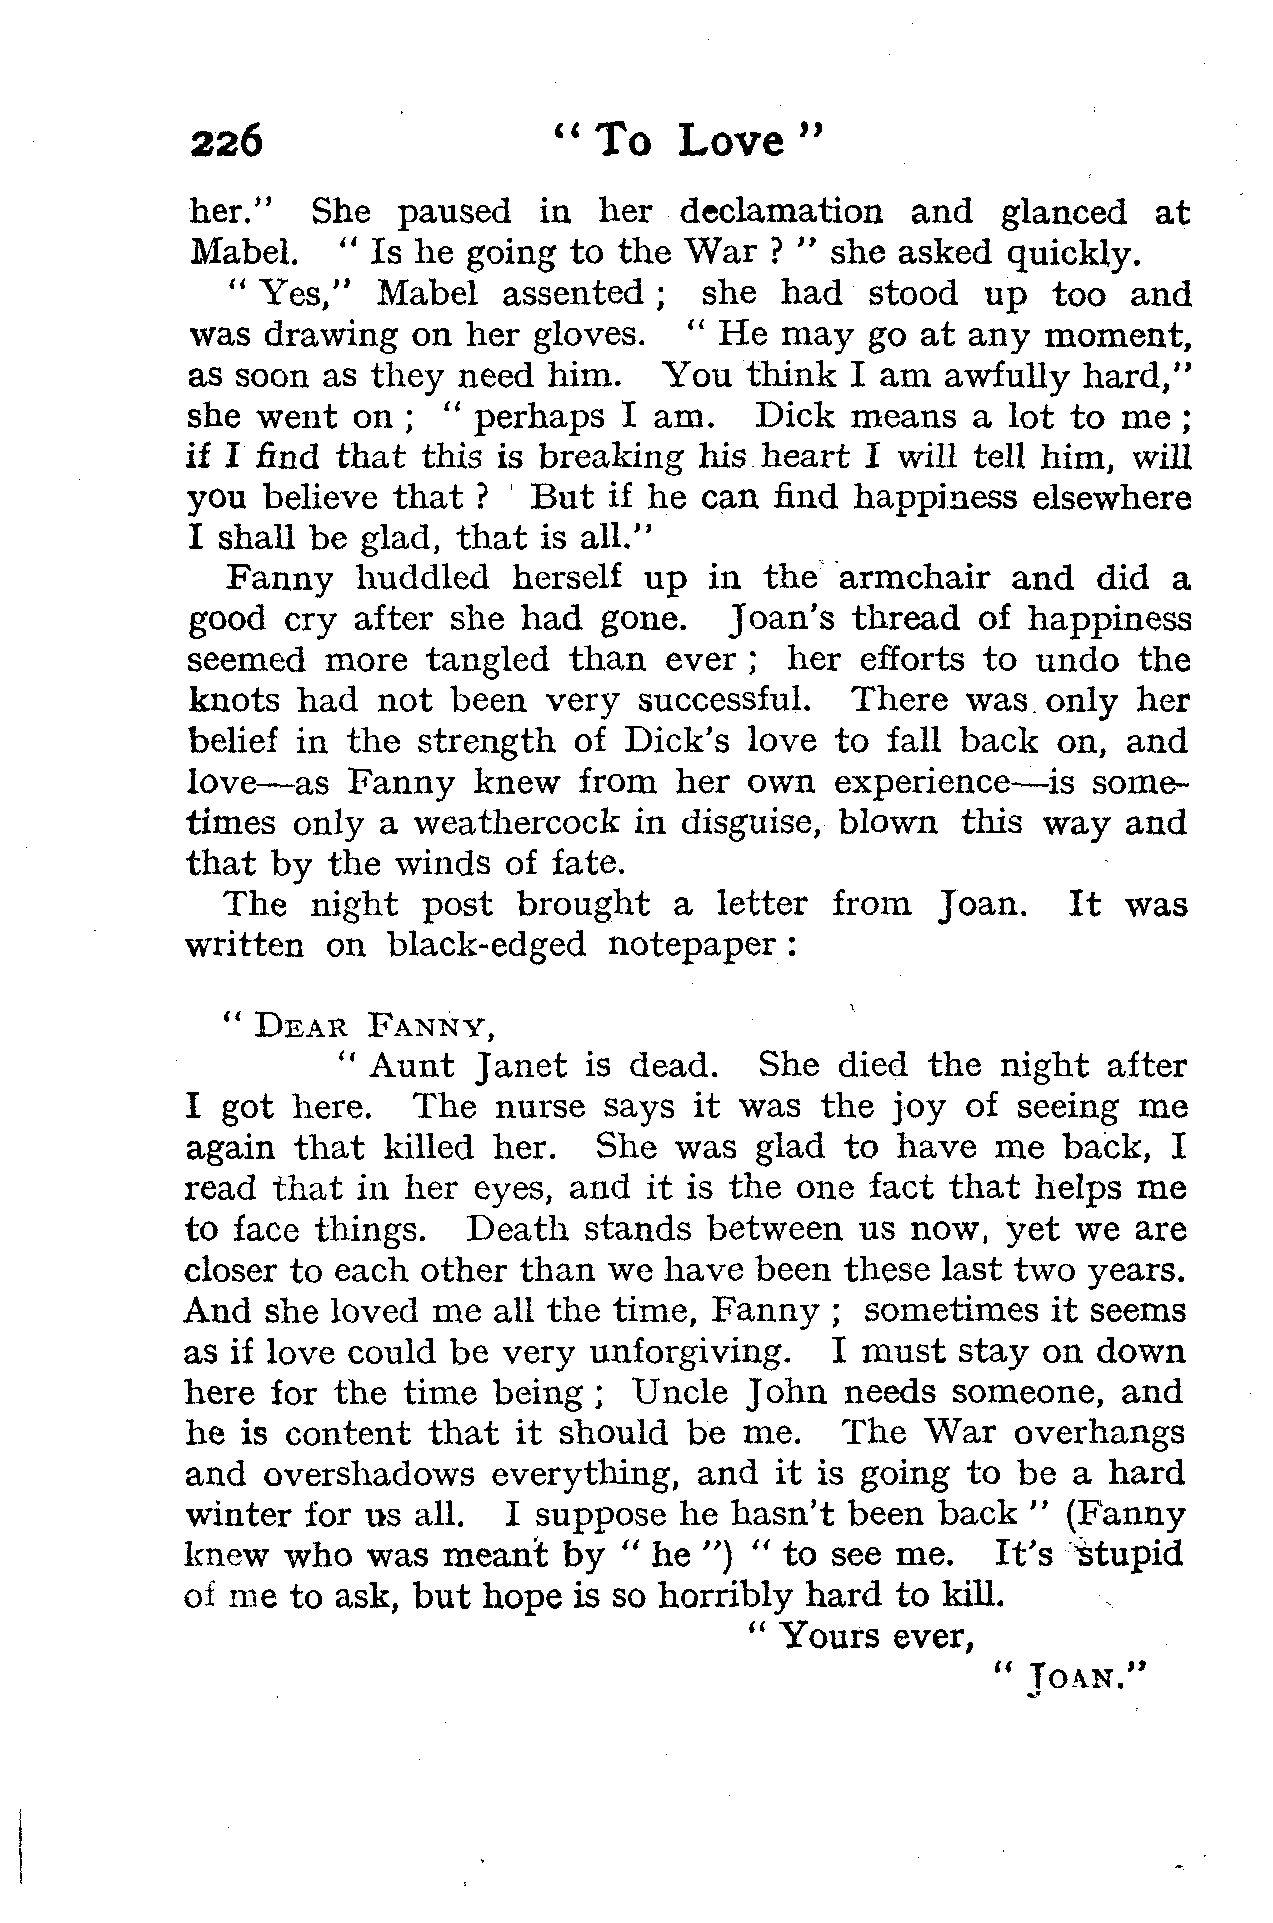 226 " To Love "
her." She paused in her declamation and glanced at
Mabel. " Is he going to the War ? " she asked quickly.
" Yes," Mabel assented ; she had stood up too and
was drawing on her gloves. " He may go at any moment,
as soon as they need him. You think I am awfully hard,"
she went on ; " perhaps I am. Dick means a lot to me ;
if I find that this is breaking his heart I will tell him, will
you believe that ? ' But if he can find happiness elsewhere
I shall be glad, that is all."
Fanny huddled herself up in the armchair and did a
good cry after she had gone. Joan's thread of happiness
seemed more tangled than ever ; her efforts to undo the
knots had not been very successful. There was only her
belief in the strength of Dick's love to fall back on, and
love—as Fanny knew from her own experience—is some-
times only a weathercock in disguise, blown this way and
that by the winds of fate.
The night post brought a letter from Joan. It was
written on black-edged notepaper :
" DEAR FANNY,
" Aunt Janet is dead. She died the night after
I got here. The nurse says it was the joy of seeing me
again that killed her. She was glad to have me back, I
read that in her eyes, and it is the one fact that helps me
to face things. Death stands between us now, yet we are
closer to each other than we have been these last two years.
And she loved me all the time, Fanny ; sometimes it seems
as if love could be very unforgiving. I must stay on down
here for the time being ; Uncle John needs someone, and
he is content that it should be me. The War overhangs
and overshadows everything, and it is going to be a hard
winter for us all. I suppose he hasn't been back " (Fanny
knew who was meant by " he ") " to see me. It's stupid
of me to ask, but hope is so horribly hard to kill.
" Yours ever,
" JOAN."